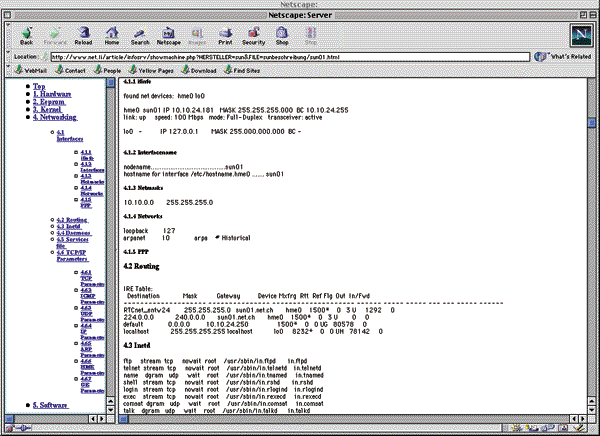 Netscape:
Netscape:Server
Back Forward Reload Home Search Netscape Images Print Security Shop Stop
Location: http://www.net.li/article/infoserv/showmachine.php?HERSTELLER=sun&FILE=sunbeschreibung/sun01.html What's Related
WebMail Contact People Yellow Pages Download Find Sites
Top
1. Hardware
2. Eeprom
3. Kernel
4. Networking
4.1 Interfaces
4.1.1 ifinfo
4.1.2
4.1.3 Netmasks
4.1.4 Networks
4.1.5 PPP
4.2 Routing
4.3 Inetd
4.4 Daemons
4.5 Services file
4.6 TCP/IP Parameters
4.6.1 TCP
4.6.2 ICMP
4.6.3 UDP
4.6.4 IP
4.6.5 ARP
4.6.6
4.6.7
5. Software
4.1.1 ifinfo
found net devices: hme0 lo0
hme0 sun01 IP 10.10.24.181 MASK 255.255.255.000 BC 10.10.24.255
link: up speed: 100 Mbps mode: Full-Duplex transceiver: active
lo0 - IP 127.0.0.1 MASK 255.000.000.000 BC -
4.1.2 Interfacename
nodename:......................................sun01
hostname for interface /etc/hostname.hme0 ...... sun01
4.1.3 Netmasks
10.10.0.0 255.255.255.0
4.1.4 Networks
loopback 127
arpanet 10 arpa # Historical
4.1.5 PPP
4.2 Routing
IRE Table:
Destination Mask Gateway Device Mxfrg Rtt Ref Flg Out In/Fwd
RTCnet_antw24 255.255.255.0 sun01.net.ch hme0 1500* 0 3 U 1292 0
224.0.0.0 240.0.0.0 sun01.net.ch hme0 1500* 0 3 U 0 0
default 0.0.0.0 10.10.24.250 1500* 0 0 UG 80578 0
localhost 255.255.255.255 localhost lo0 8232* 0 0 UH 78142 0
4.3 Inetd
ftp stream tcp nowait root /usr/sbin/in.ftpd in.ftpd
telnet stream tcp nowait root /usr/sbin/in.telnetd in.telnetd
name dgram udp wait root /usr/sbin/in.tnamed in.tnamed
shell stream tcp nowait root /usr/sbin/in.rshd in.rshd
login stream tcp nowait root /usr/sbin/in.rlogind in.rlogind
exec stream tcp nowait root /usr/sbin/in.rexecd in.rexecd
comsat dgram udp wait root /usr/sbin/in.comsat in.comsat
talk dgram udp wait root /usr/sbin/in.talkd in.talkd